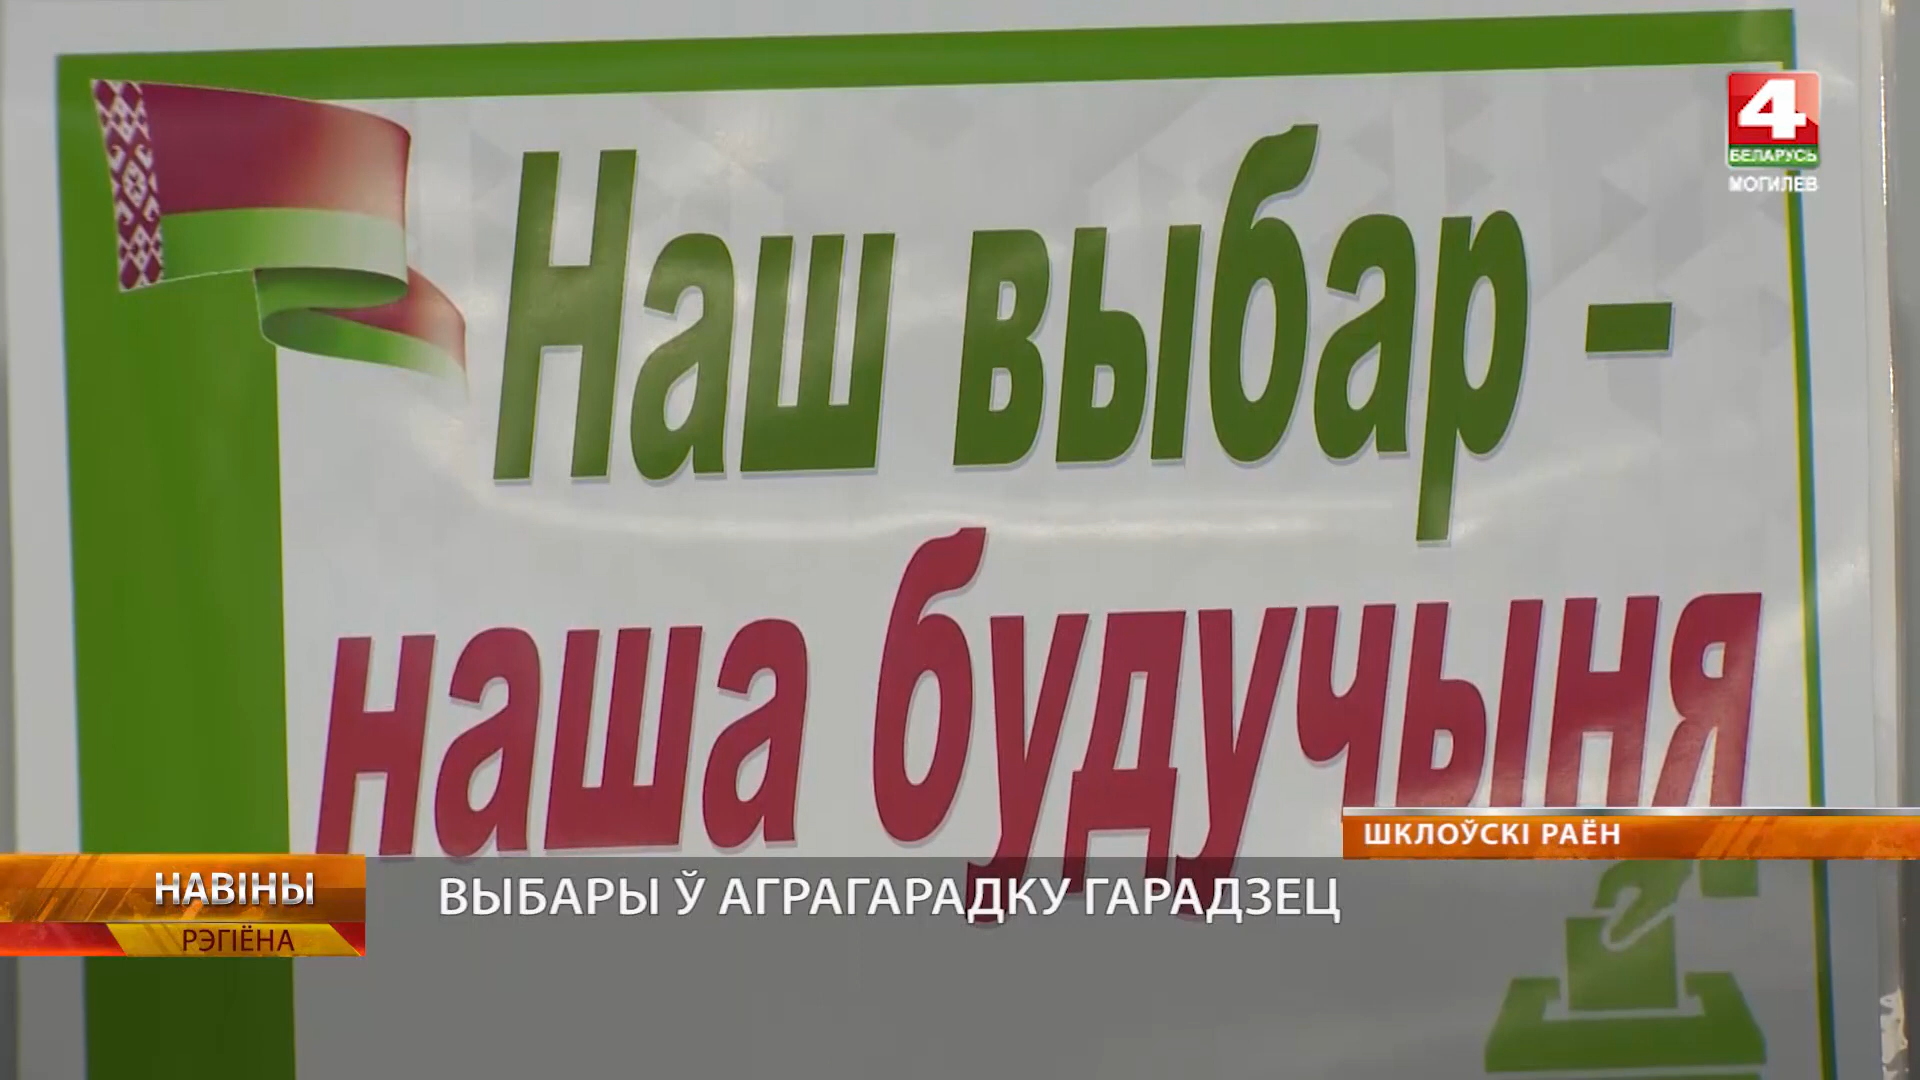 4
БЕЛАРУСЬ
МОГИЛЕВ
Наш выбар -
наша будучыня
ШКЛОЎСКІ РАЁН
НАВІНЫ
РЭГІЁНА
ВЫБАРЫ Ў АГРАГАРАДКУ ГАРАДЗЕЦ